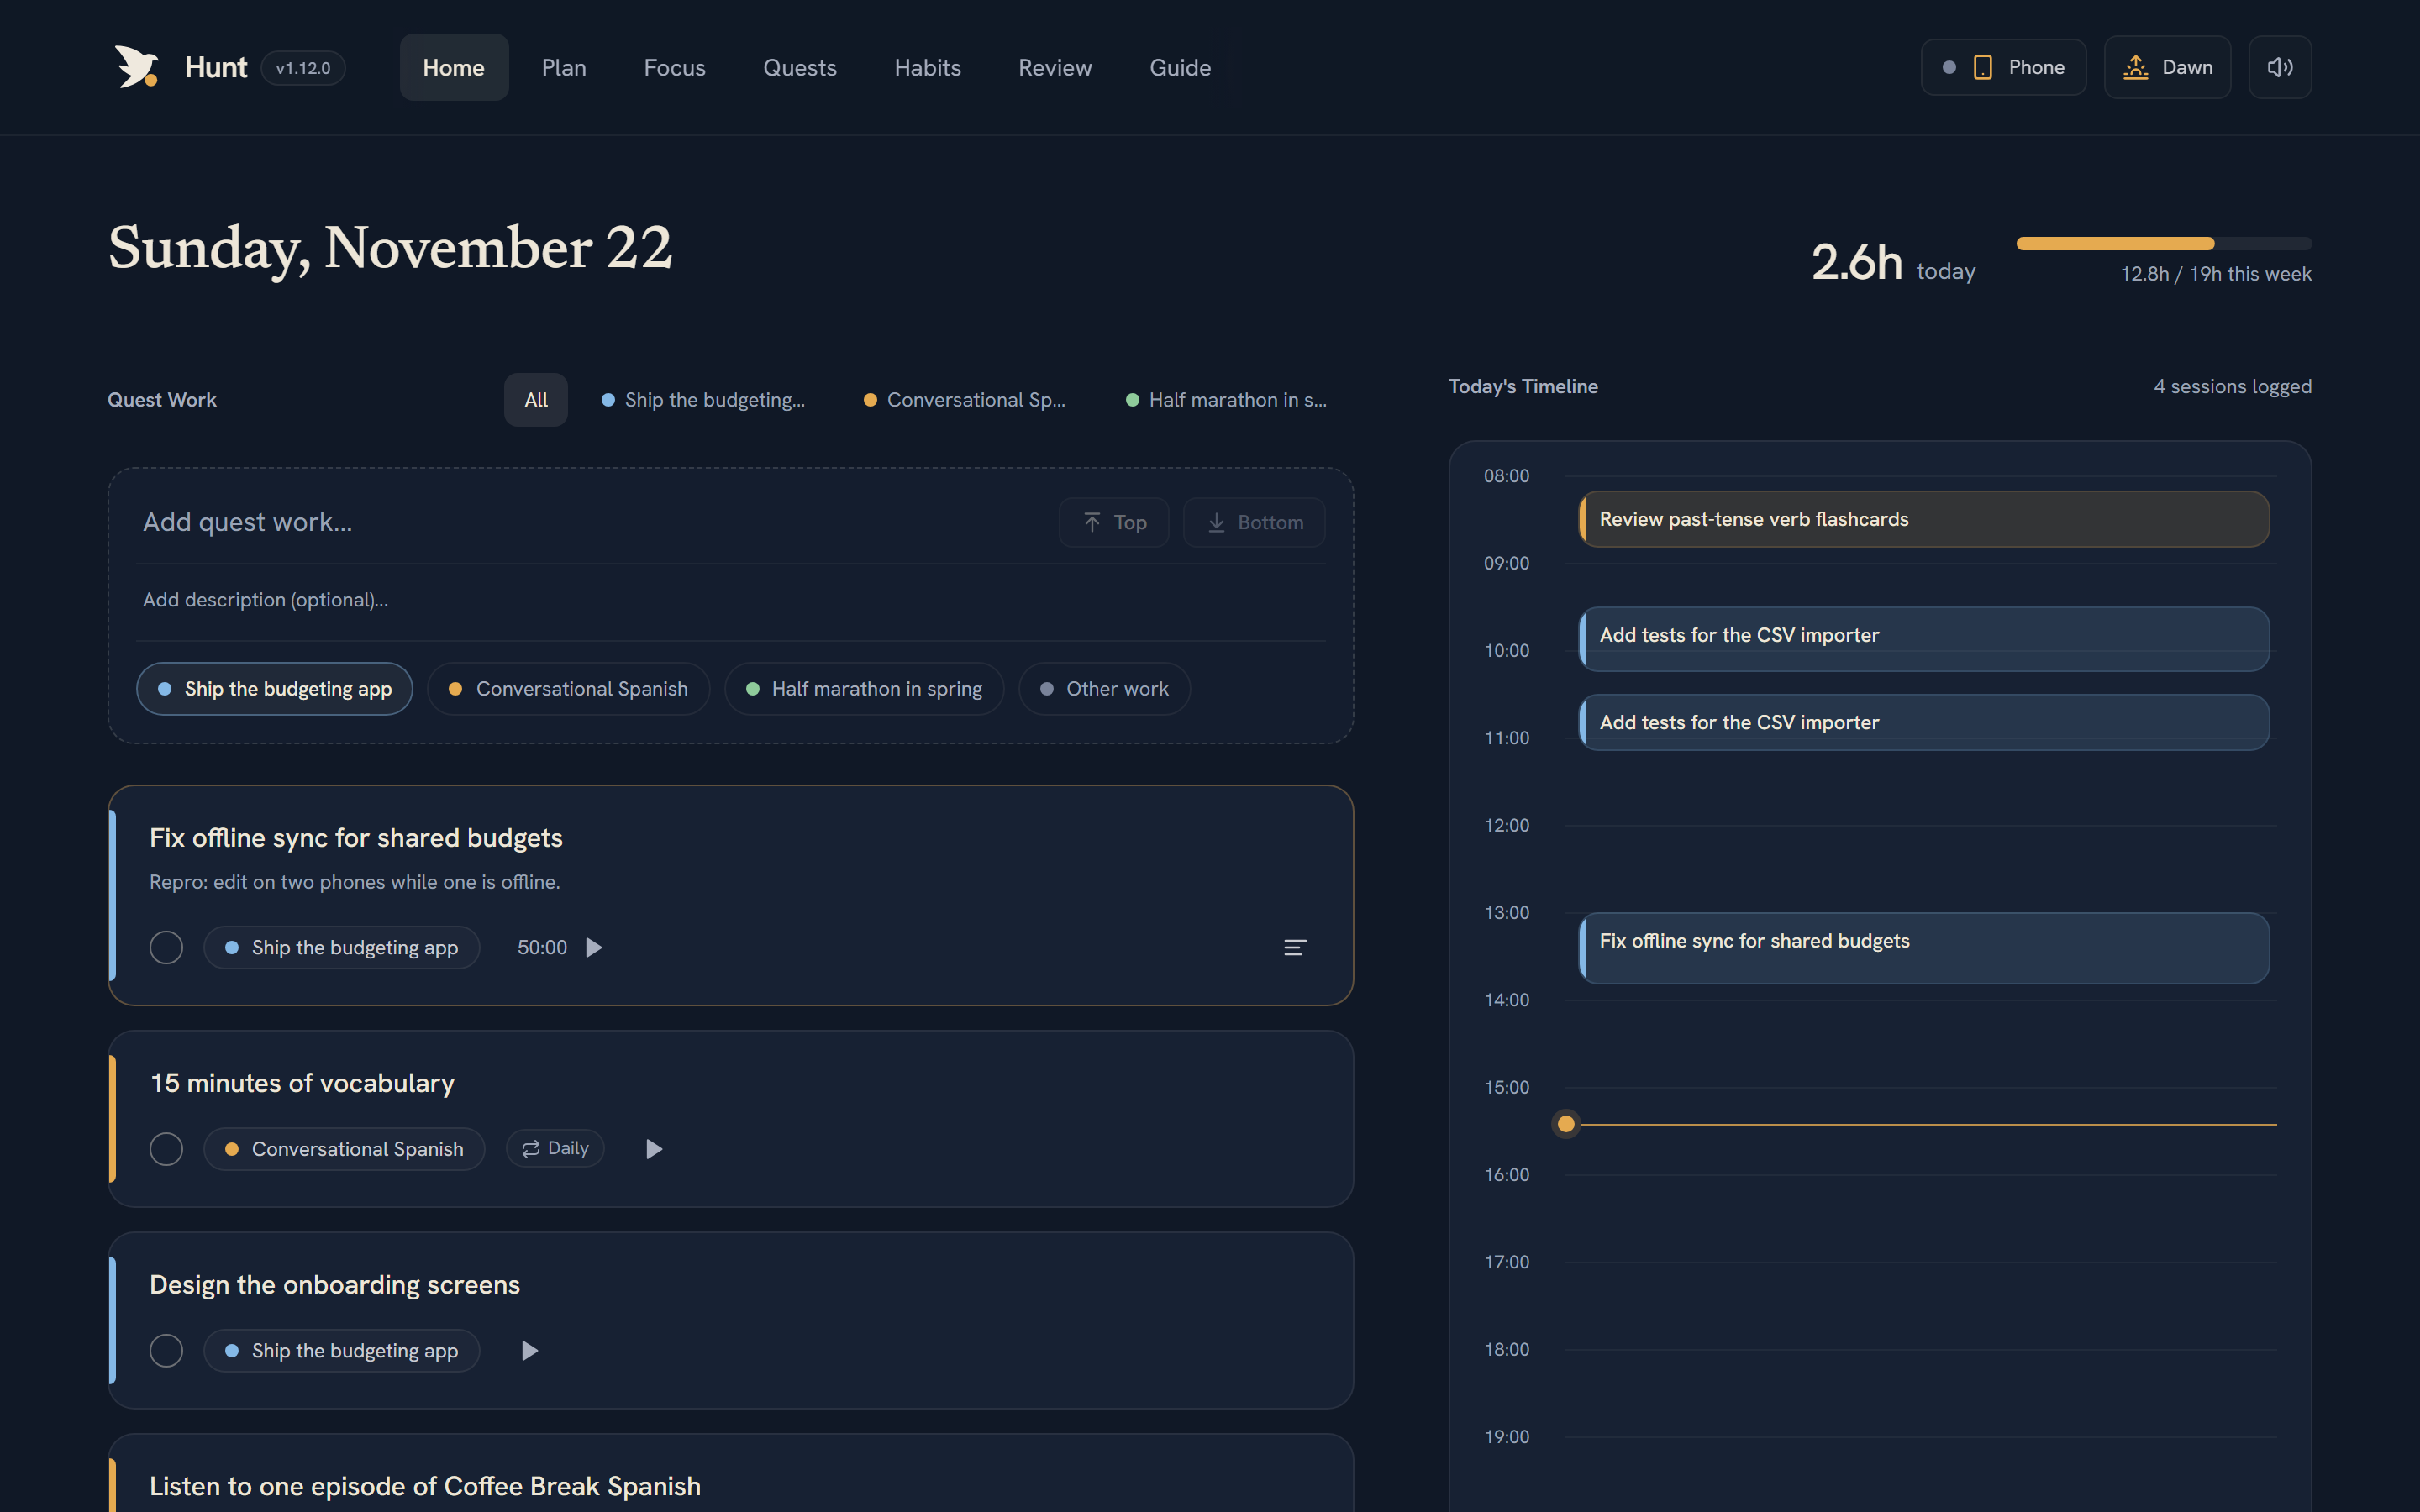 Hunt v1.12.0 Home Plan Focus Quests Habits Review Guide Phone Dawn
Sunday, November 22
2.6h today
12.8h / 19h this week
Quest Work All Ship the budgeting... Conversational Sp... Half marathon in s...
Add quest work... Top Bottom
Add description (optional)...
Ship the budgeting app Conversational Spanish Half marathon in spring Other work
Fix offline sync for shared budgets
Repro: edit on two phones while one is offline.
Ship the budgeting app 50:00
15 minutes of vocabulary
Conversational Spanish Daily
Design the onboarding screens
Ship the budgeting app
Listen to one episode of Coffee Break Spanish
Today's Timeline 4 sessions logged
08:00
Review past-tense verb flashcards
09:00
Add tests for the CSV importer
10:00
Add tests for the CSV importer
11:00
12:00
13:00
Fix offline sync for shared budgets
14:00
15:00
16:00
17:00
18:00
19:00